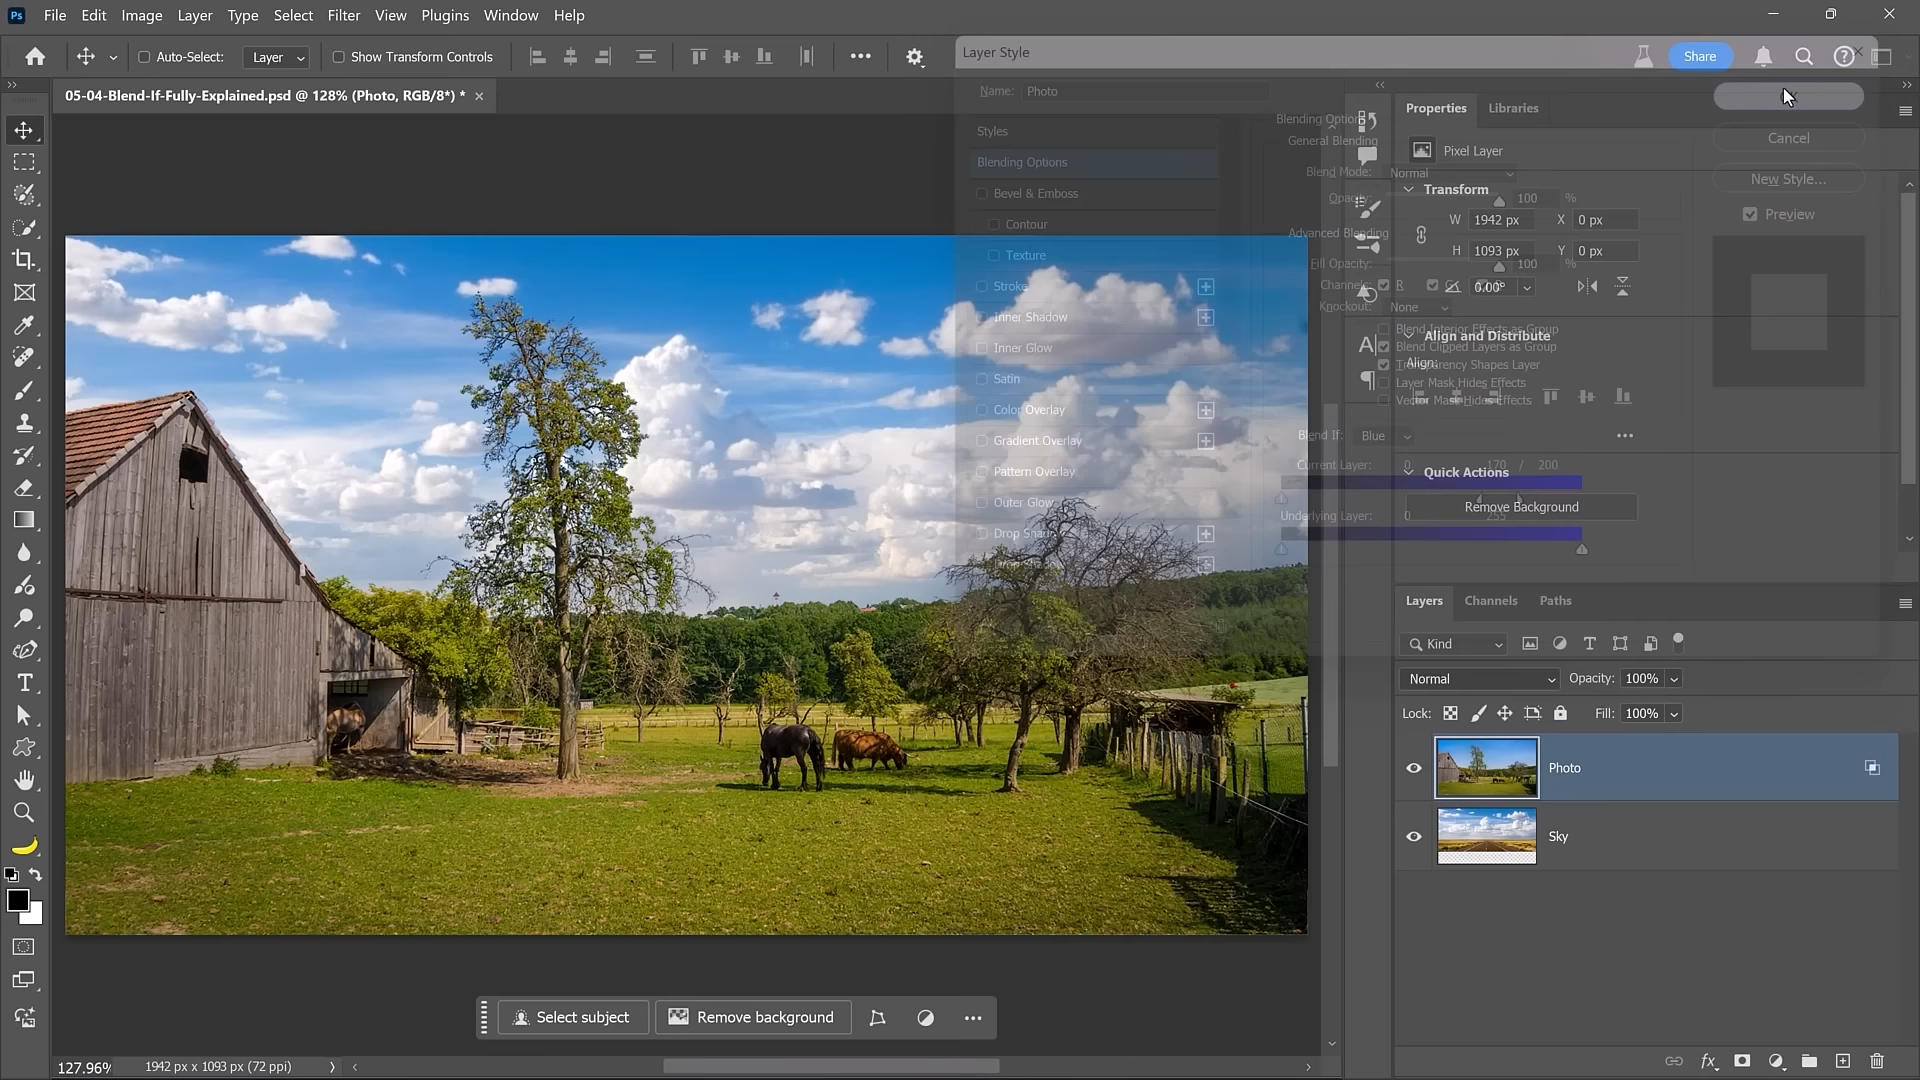 Ps File Edit Image Layer Type Select Filter View Plugins Window Help
Auto-Select: Layer Show Transform Controls
Layer Style
Share
05-04-Blend-If-Fully-Explained.psd @ 128% (Photo, RGB/8*) *
Name: Photo
Styles
Blending Options
Bevel & Emboss
Contour
Texture
Stroke
Inner Shadow
Inner Glow
Satin
Color Overlay
Gradient Overlay
Pattern Overlay
Outer Glow
Drop Shadow
General Blending
Blend Mode: Normal
Opacity: 100 %
Advanced Blending
Fill Opacity: 100 %
Channels: R
Knockout: None
Blend Interior Effects as Group
Blend Clipped Layers as Group
Transparency Shapes Layer
Layer Mask Hides Effects
Vector Mask Hides Effects
Blend If: Blue
Current Layer: 0 170 / 200
Underlying Layer: 0 255
Cancel
New Style...
Preview
Properties Libraries
Pixel Layer
Transform
W 1942 px X 0 px
H 1093 px Y 0 px
0.00°
Align and Distribute
Align:
Quick Actions
Remove Background
Layers Channels Paths
Kind
Normal Opacity: 100%
Lock: Fill: 100%
Photo
Sky
fx
Select subject Remove background
127.96% 1942 px x 1093 px (72 ppi)